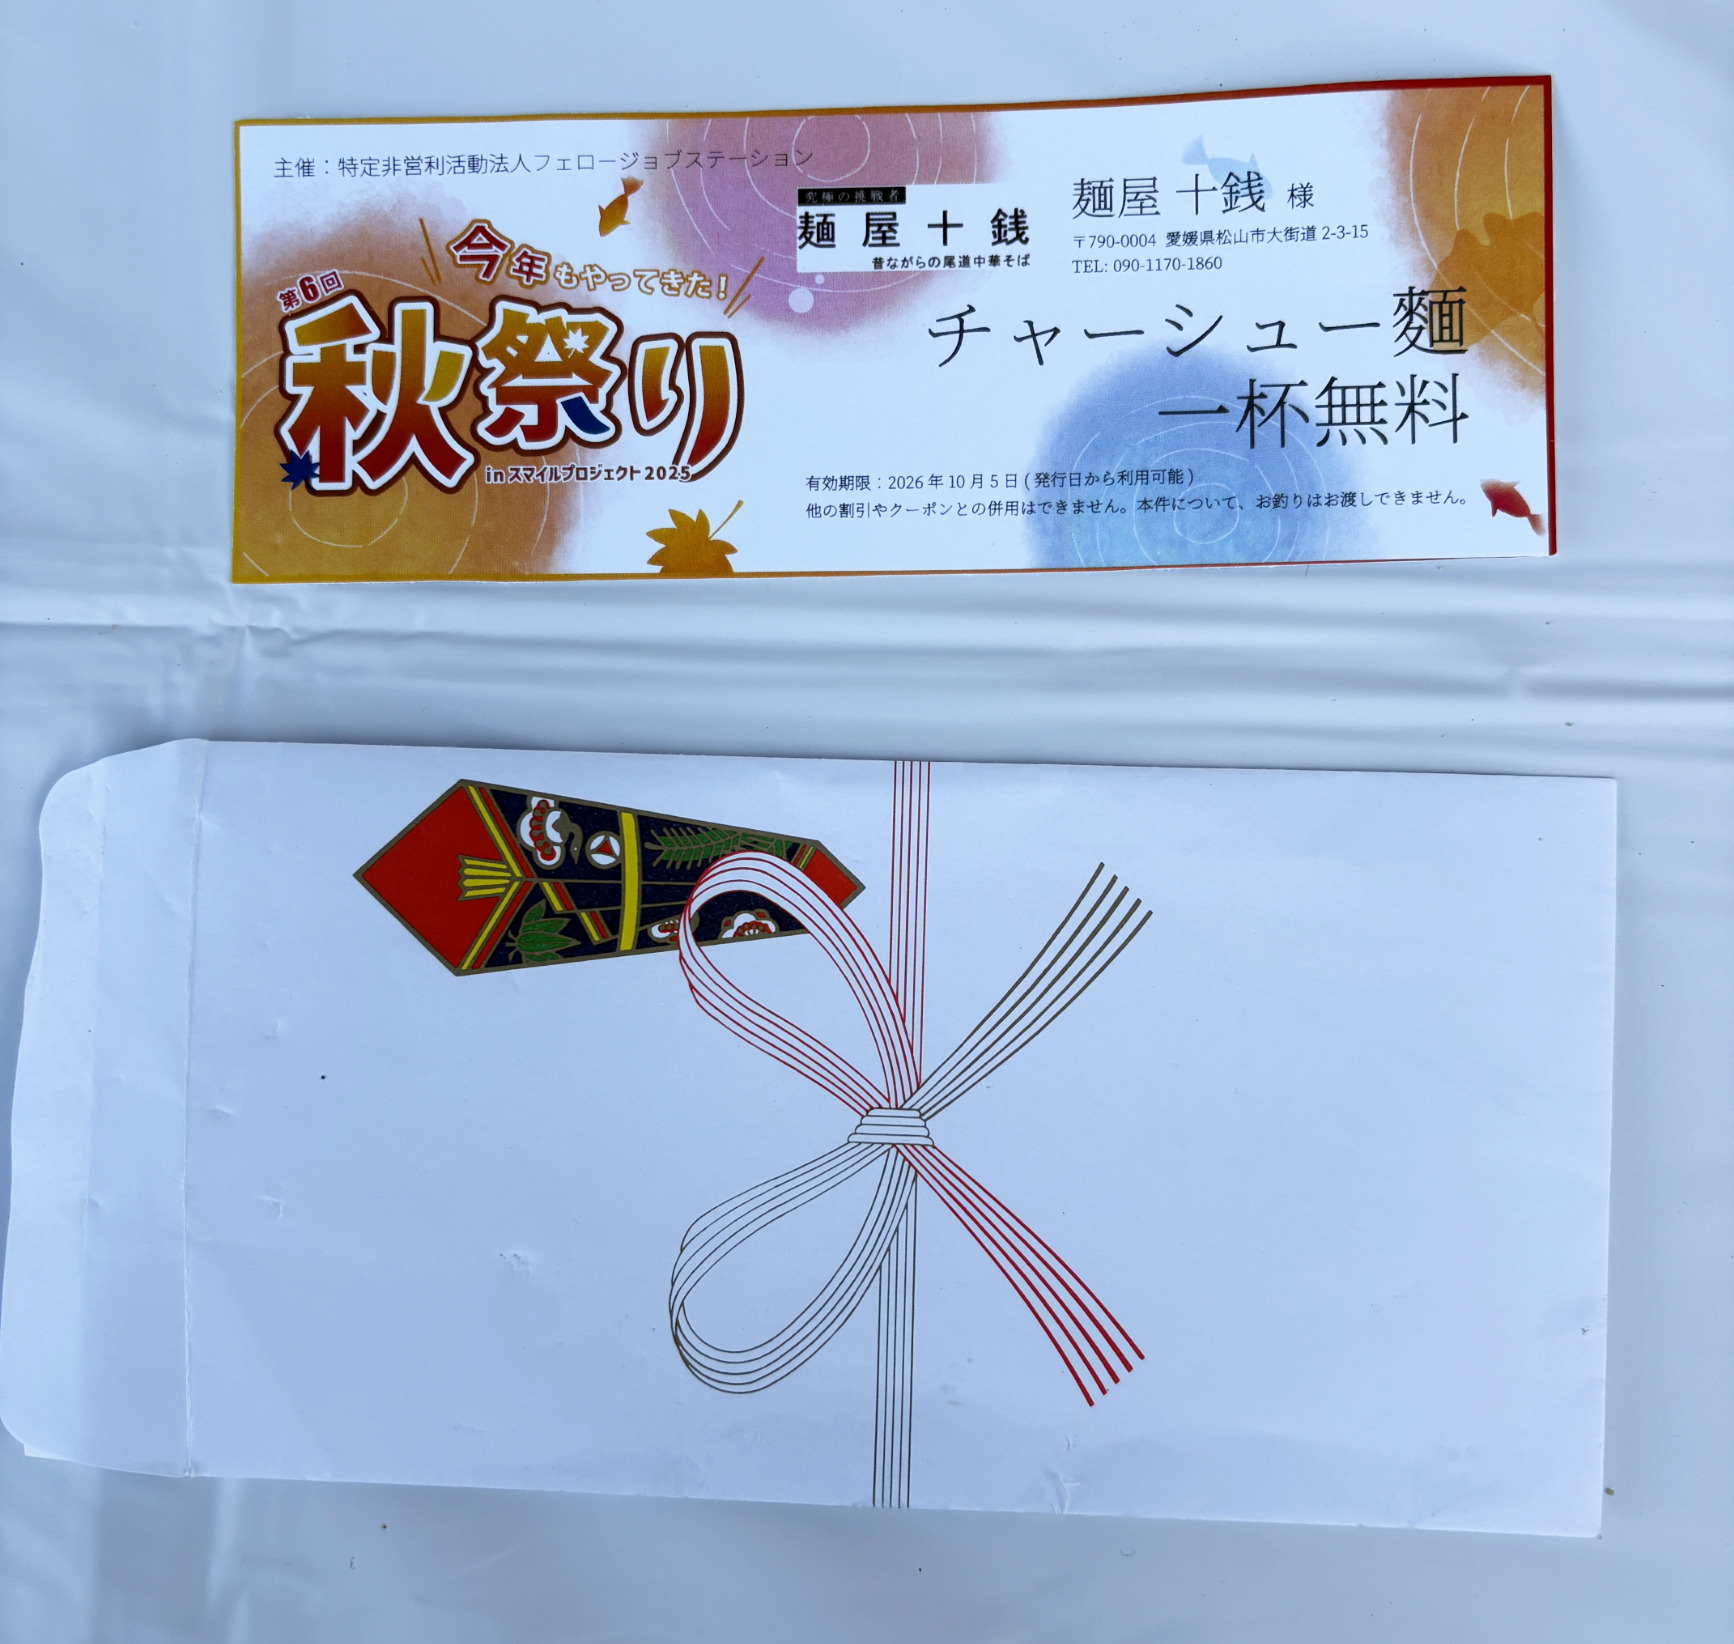 主催：特定非営利活動法人フェロージョブステーション
今年もやってきた！
第6回
秋祭り
in スマイルプロジェクト2025
究極の挑戦者
麺屋十銭
昔ながらの尾道中華そば
麺屋 十銭 様
〒790-0004 愛媛県松山市大街道 2-3-15
TEL: 090-1170-1860
チャーシュー麺
一杯無料
有効期限：2026 年 10 月 5 日 ( 発行日から利用可能 )
他の割引やクーポンとの併用はできません。本件について、お釣りはお渡しできません。